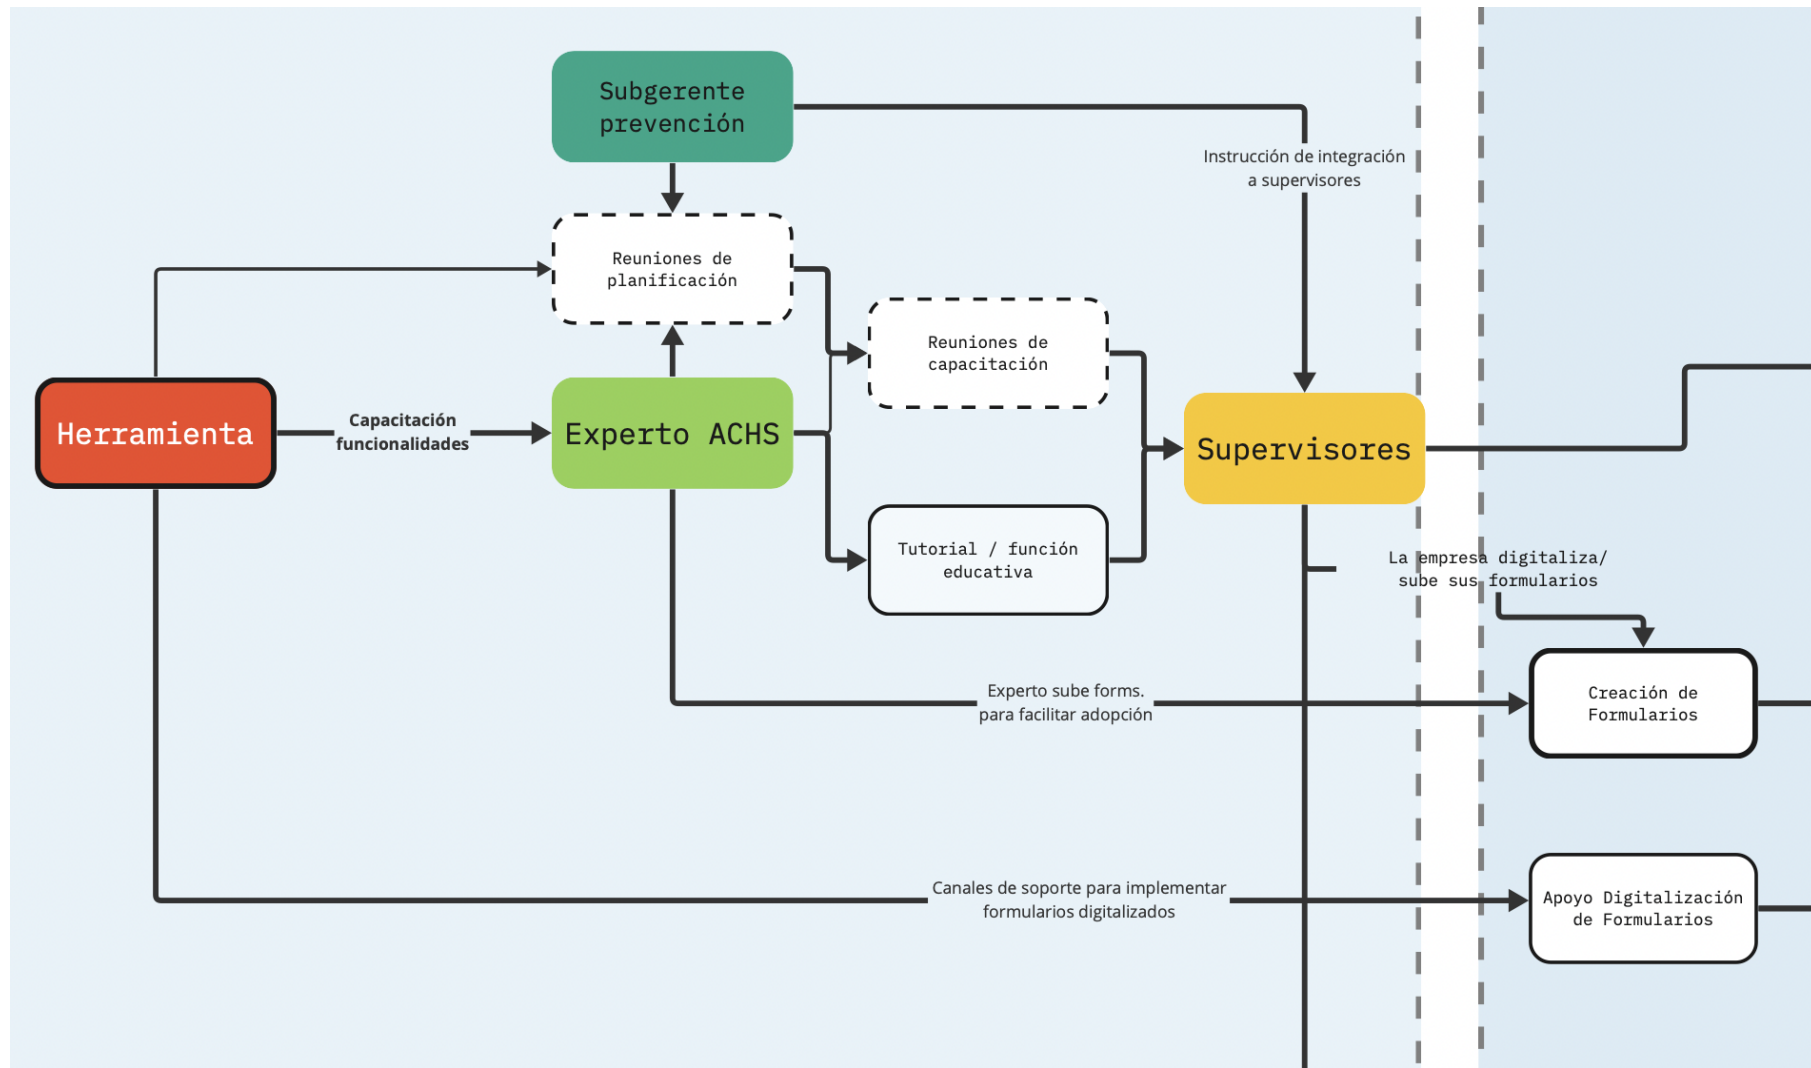 Subgerente
prevención
Instrucción de integración
a supervisores
Reuniones de
planificación
Reuniones de
capacitación
Herramienta
Capacitación
funcionalidades
Experto ACHS
Supervisores
Tutorial / función
educativa
La empresa digitaliza/
sube sus formularios
Experto sube forms.
para facilitar adopción
Creación de
Formularios
Canales de soporte para implementar
formularios digitalizados
Apoyo Digitalización
de Formularios